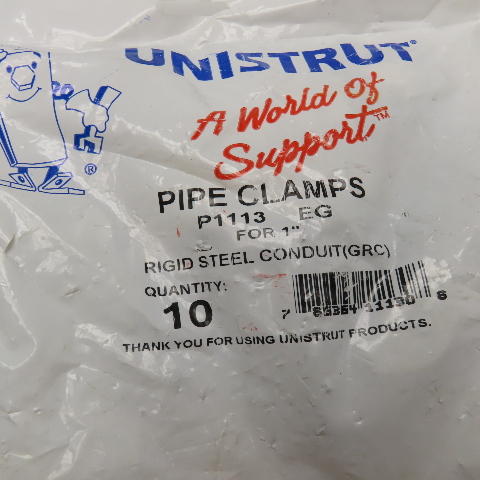 UNISTRUT®
A World Of
Support™
®
PIPE CLAMPS
P1113 EG
FOR 1"
RIGID STEEL CONDUIT(GRC)
QUANTITY:
10
THANK YOU FOR USING UNISTRUT PRODUCTS.